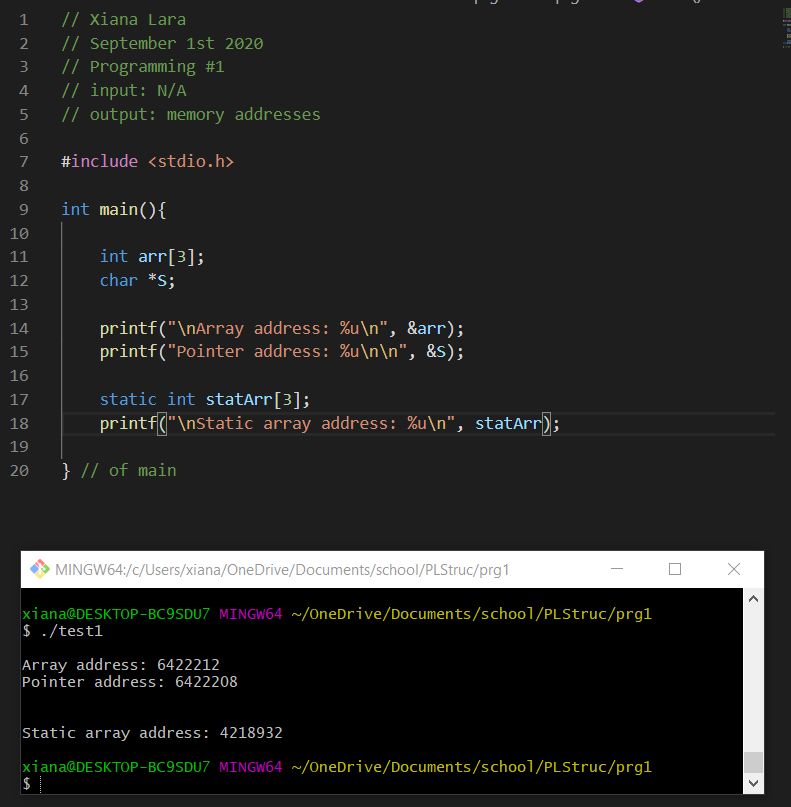 1 // Xiana Lara
2 // September 1st 2020
3 // Programming #1
4 // input: N/A
5 // output: memory addresses
6
7 #include <stdio.h>
8
9 int main(){
10
11 int arr[3];
12 char *S;
13
14 printf("\nArray address: %u\n", &arr);
15 printf("Pointer address: %u\n\n", &S);
16
17 static int statArr[3];
18 printf("\nStatic array address: %u\n", statArr);
19
20 } // of main
MINGW64:/c/Users/xiana/OneDrive/Documents/school/PLStruc/prg1
xiana@DESKTOP-BC9SDU7 MINGW64 ~/OneDrive/Documents/school/PLStruc/prg1
$ ./test1
Array address: 6422212
Pointer address: 6422208
Static array address: 4218932
xiana@DESKTOP-BC9SDU7 MINGW64 ~/OneDrive/Documents/school/PLStruc/prg1
$